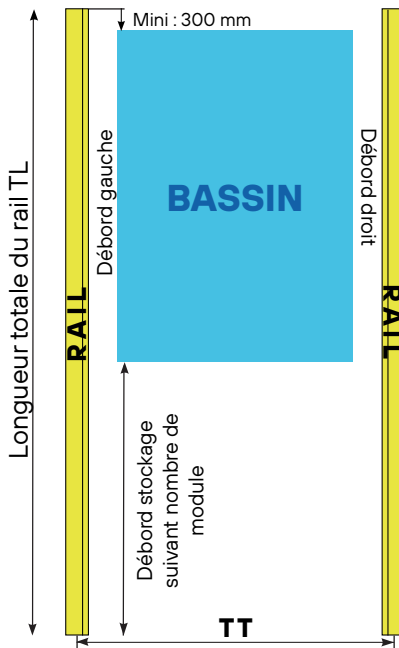 Mini : 300 mm
Longueur totale du rail TL
RAIL
Débord gauche
BASSIN
Débord droit
RAIL
Débord stockage
suivant nombre de
module
TT